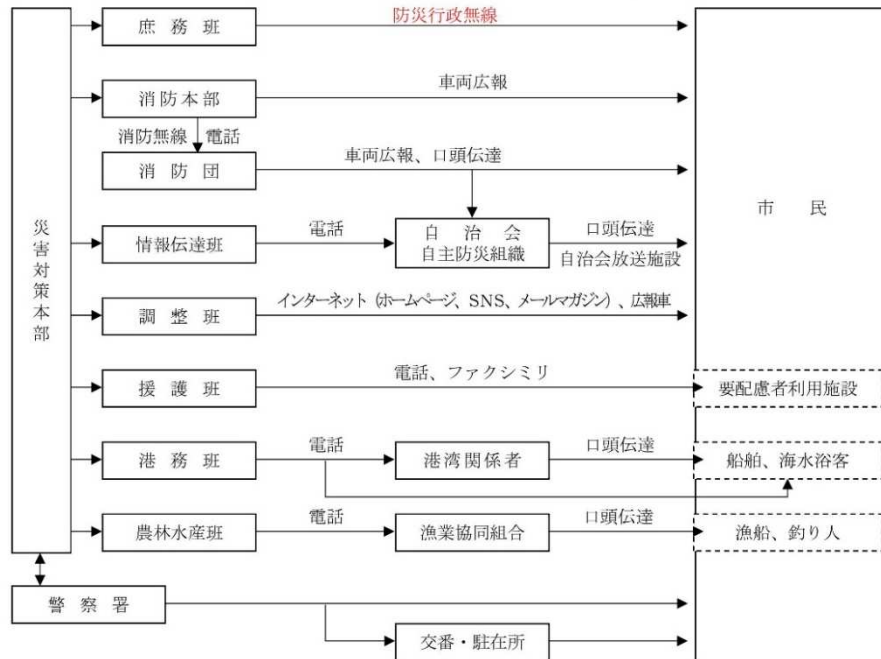 庶務班
防災行政無線
消防本部
車両広報
消防無線 電話
消防団
車両広報、口頭伝達
市民
災害対策本部
情報伝達班
電話
自治会
自主防災組織
口頭伝達
自治会放送施設
調整班
インターネット（ホームページ、SNS、メールマガジン）、広報車
援護班
電話、ファクシミリ
要配慮者利用施設
港務班
電話
港湾関係者
口頭伝達
船舶、海水浴客
農林水産班
電話
漁業協同組合
口頭伝達
漁船、釣り人
警察署
交番・駐在所